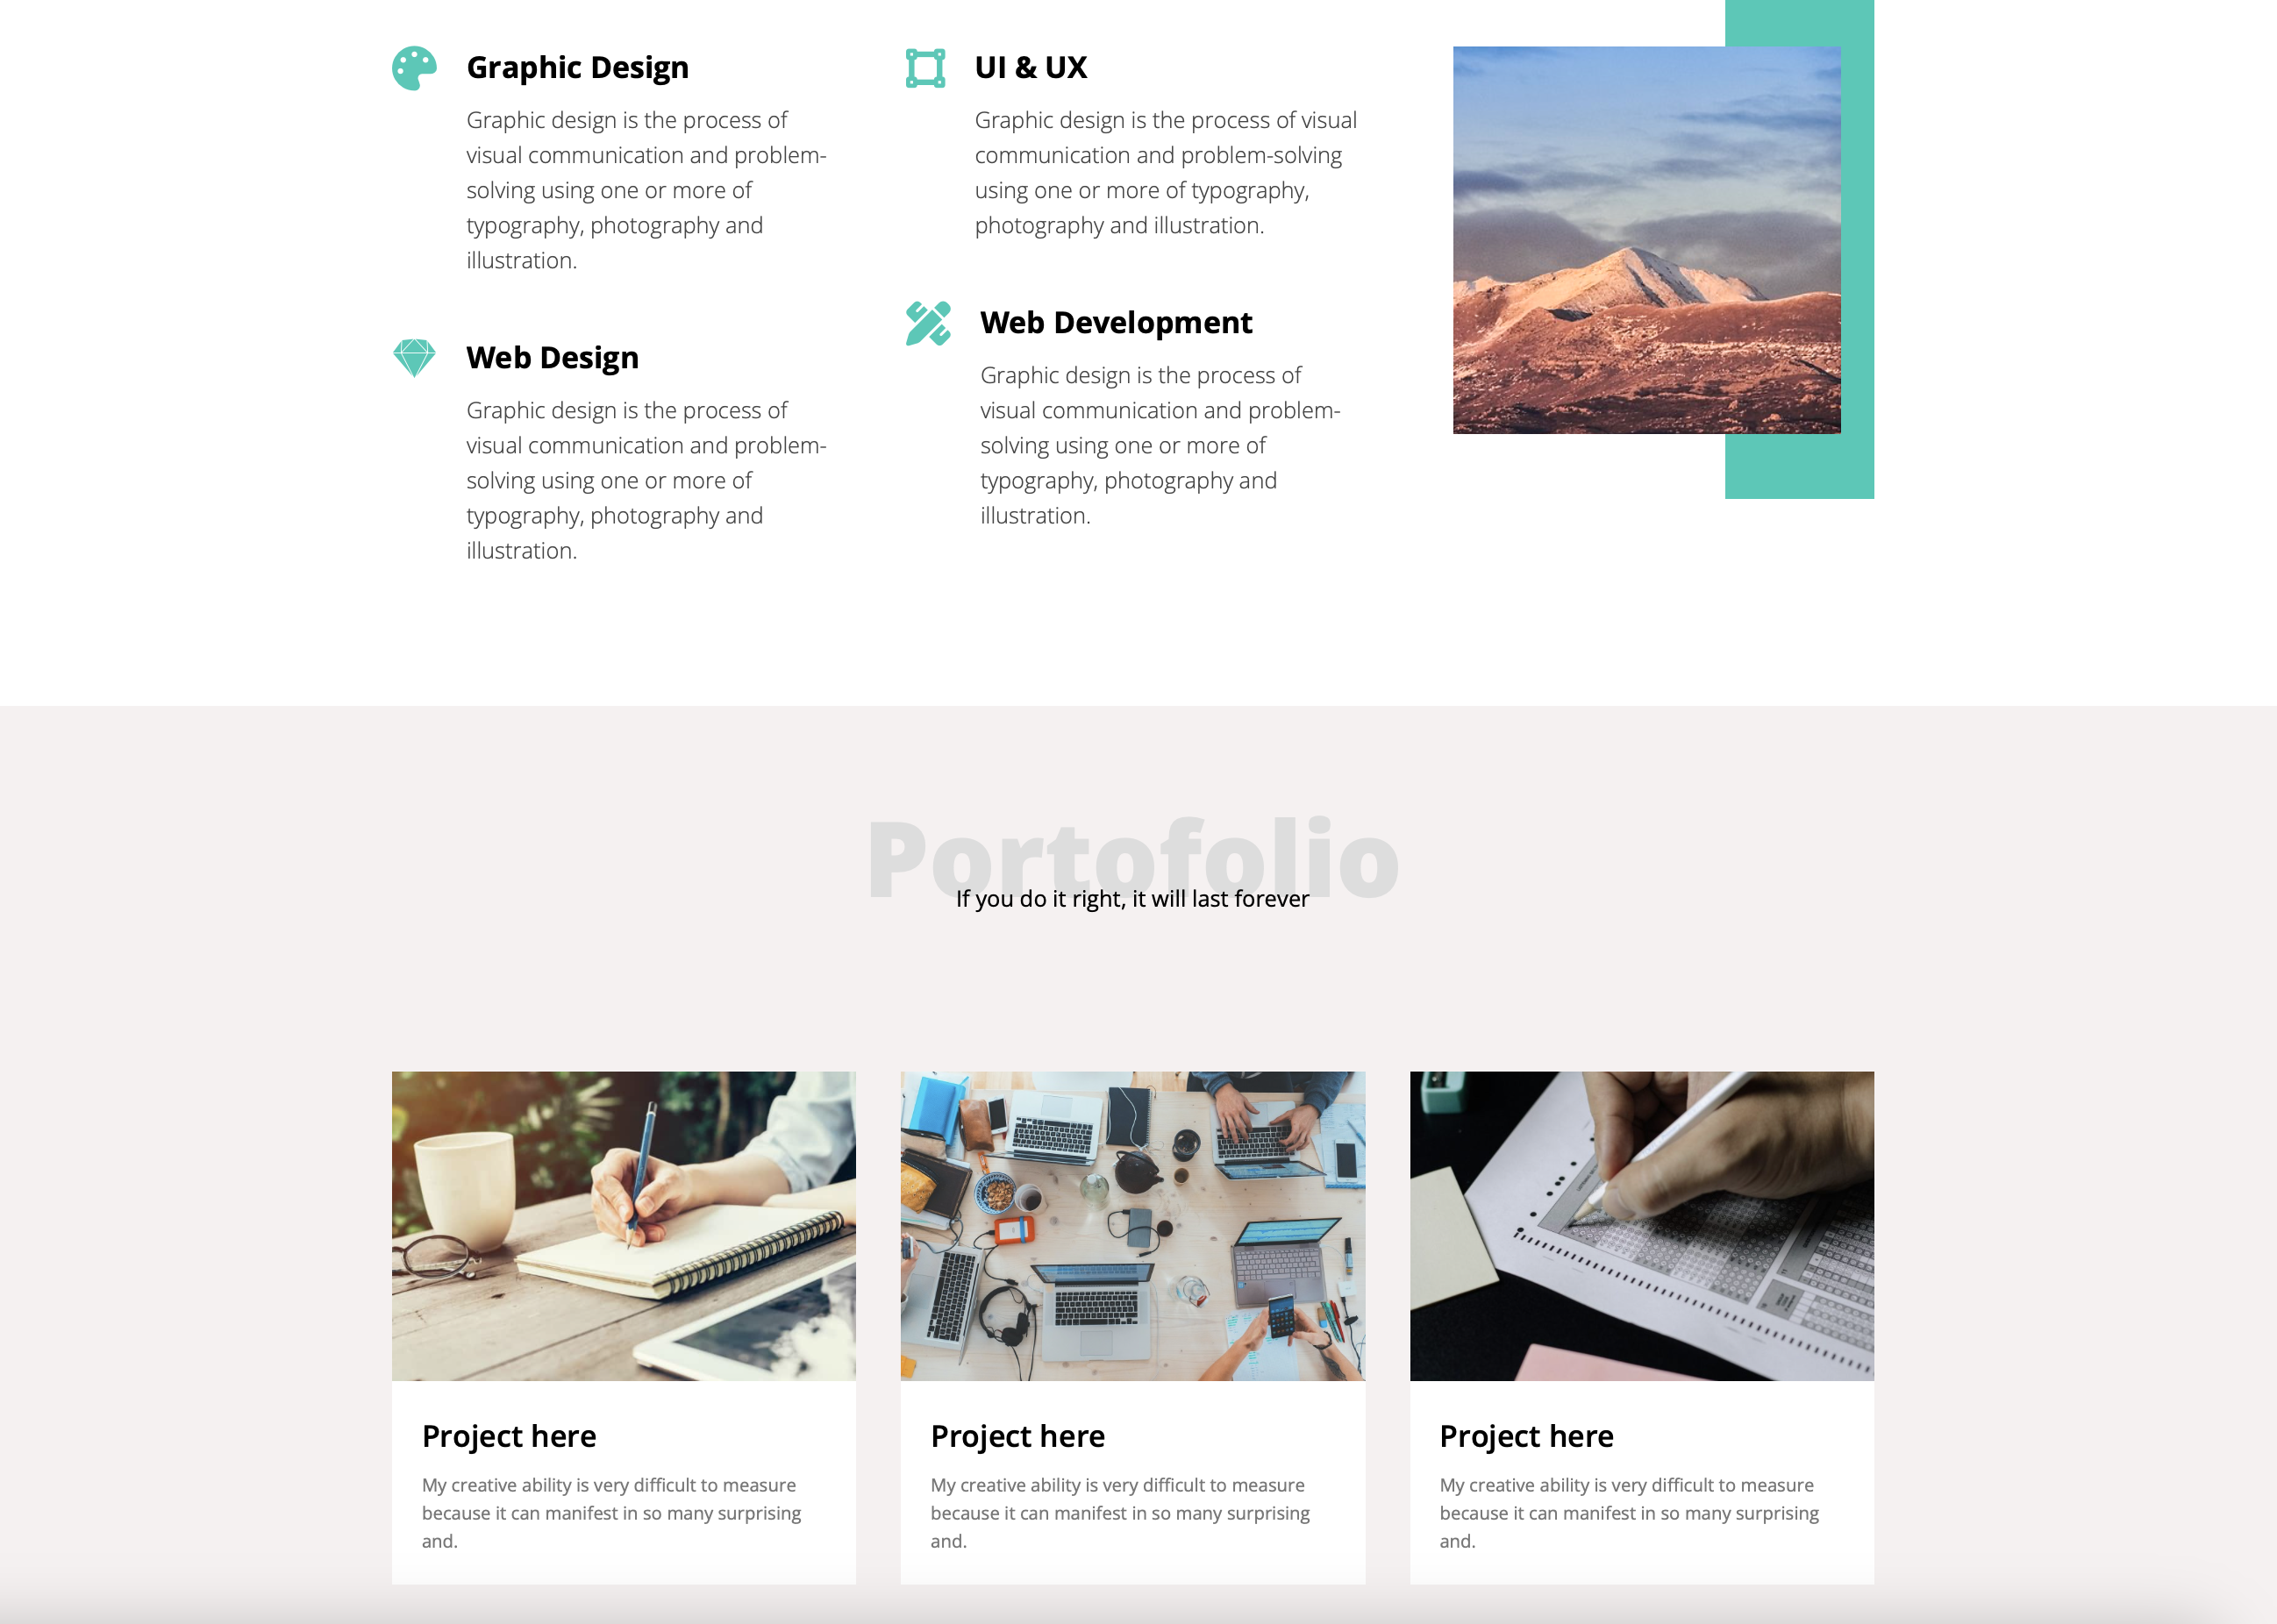 Graphic Design
Graphic design is the process of
visual communication and problem-
solving using one or more of
typography, photography and
illustration.
UI & UX
Graphic design is the process of visual
communication and problem-solving
using one or more of typography,
photography and illustration.
Web Design
Graphic design is the process of
visual communication and problem-
solving using one or more of
typography, photography and
illustration.
Web Development
Graphic design is the process of
visual communication and problem-
solving using one or more of
typography, photography and
illustration.
Portofolio
If you do it right, it will last forever
Project here
My creative ability is very difficult to measure
because it can manifest in so many surprising
and.
Project here
My creative ability is very difficult to measure
because it can manifest in so many surprising
and.
Project here
My creative ability is very difficult to measure
because it can manifest in so many surprising
and.